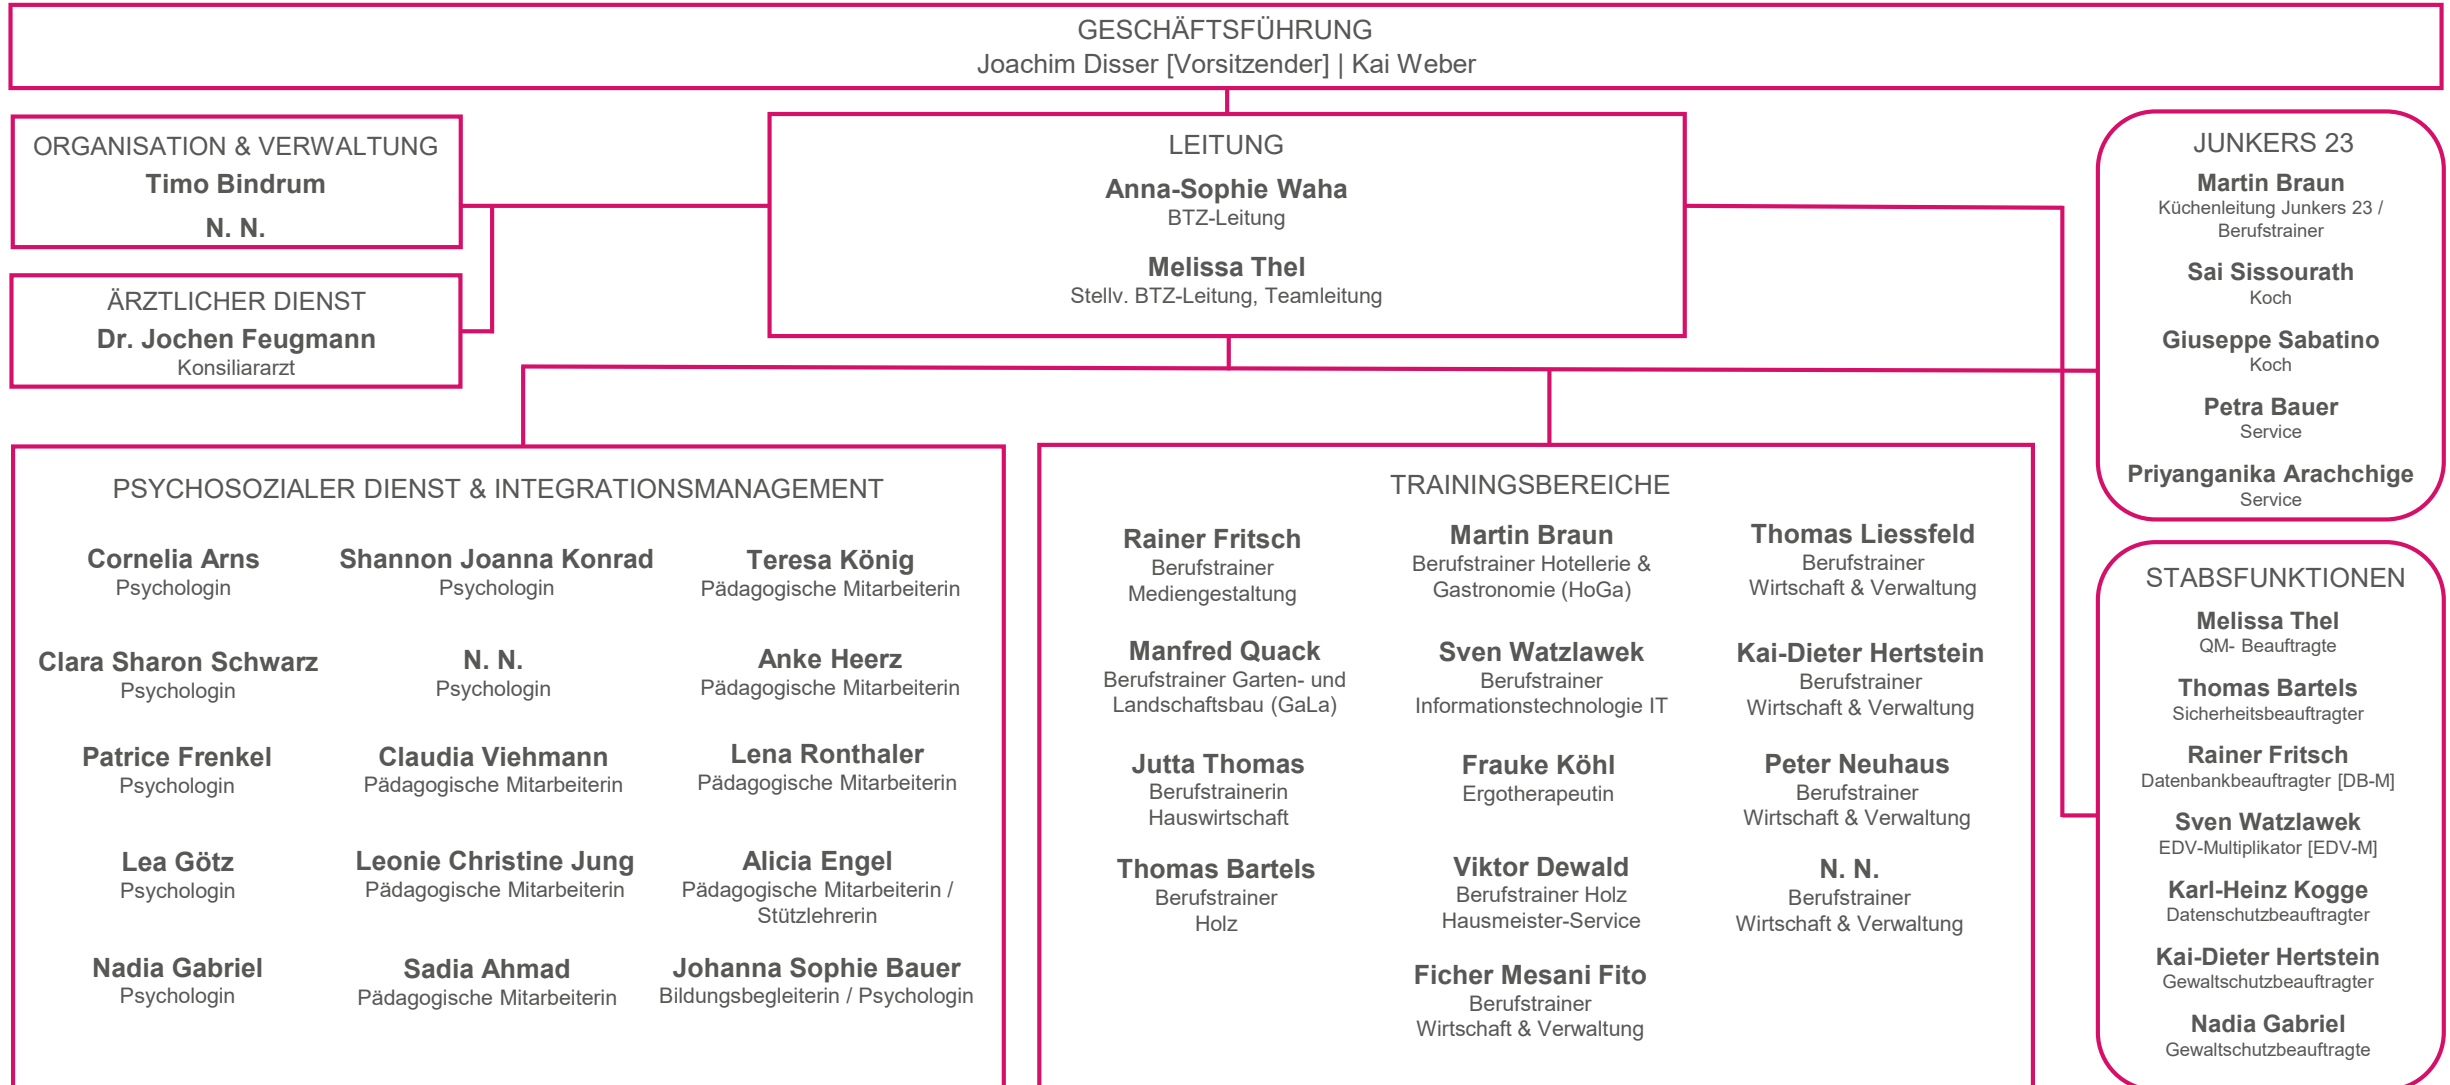 GESCHÄFTSFÜHRUNG
Joachim Disser [Vorsitzender] | Kai Weber
ORGANISATION & VERWALTUNG
Timo Bindrum
N. N.
ÄRZTLICHER DIENST
Dr. Jochen Feugmann
Konsiliararzt
LEITUNG
Anna-Sophie Waha
BTZ-Leitung
Melissa Thel
Stellv. BTZ-Leitung, Teamleitung
JUNKERS 23
Martin Braun
Küchenleitung Junkers 23 /
Berufstrainer
Sai Sissourath
Koch
Giuseppe Sabatino
Koch
Petra Bauer
Service
Priyanganika Arachchige
Service
PSYCHOSOZIALER DIENST & INTEGRATIONSMANAGEMENT
Cornelia Arns
Psychologin
Shannon Joanna Konrad
Psychologin
Teresa König
Pädagogische Mitarbeiterin
Clara Sharon Schwarz
Psychologin
N. N.
Psychologin
Anke Heerz
Pädagogische Mitarbeiterin
Patrice Frenkel
Psychologin
Claudia Viehmann
Pädagogische Mitarbeiterin
Lena Ronthaler
Pädagogische Mitarbeiterin
Lea Götz
Psychologin
Leonie Christine Jung
Pädagogische Mitarbeiterin
Alicia Engel
Pädagogische Mitarbeiterin /
Stützlehrerin
Nadia Gabriel
Psychologin
Sadia Ahmad
Pädagogische Mitarbeiterin
Johanna Sophie Bauer
Bildungsbegleiterin / Psychologin
TRAININGSBEREICHE
Rainer Fritsch
Berufstrainer
Mediengestaltung
Martin Braun
Berufstrainer Hotellerie &
Gastronomie (HoGa)
Thomas Liessfeld
Berufstrainer
Wirtschaft & Verwaltung
Manfred Quack
Berufstrainer Garten- und
Landschaftsbau (GaLa)
Sven Watzlawek
Berufstrainer
Informationstechnologie IT
Kai-Dieter Hertstein
Berufstrainer
Wirtschaft & Verwaltung
Jutta Thomas
Berufstrainerin
Hauswirtschaft
Frauke Köhl
Ergotherapeutin
Peter Neuhaus
Berufstrainer
Wirtschaft & Verwaltung
Thomas Bartels
Berufstrainer
Holz
Viktor Dewald
Berufstrainer Holz
Hausmeister-Service
N. N.
Berufstrainer
Wirtschaft & Verwaltung
Ficher Mesani Fito
Berufstrainer
Wirtschaft & Verwaltung
STABSFUNKTIONEN
Melissa Thel
QM- Beauftragte
Thomas Bartels
Sicherheitsbeauftragter
Rainer Fritsch
Datenbankbeauftragter [DB-M]
Sven Watzlawek
EDV-Multiplikator [EDV-M]
Karl-Heinz Kogge
Datenschutzbeauftragter
Kai-Dieter Hertstein
Gewaltschutzbeauftragter
Nadia Gabriel
Gewaltschutzbeauftragte